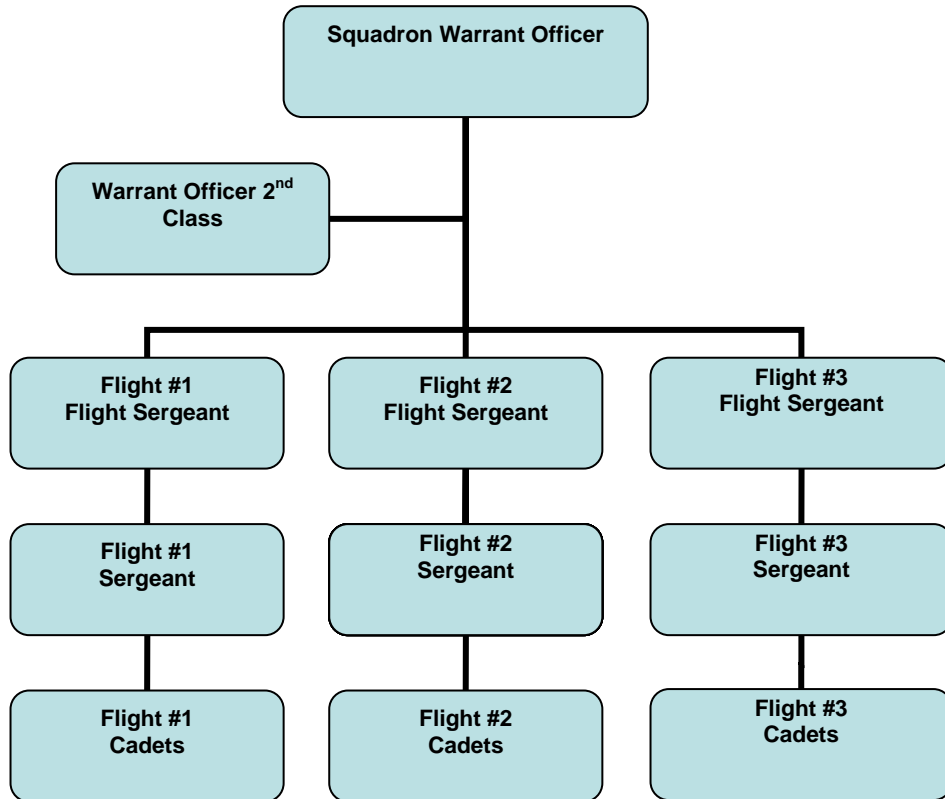 Squadron Warrant Officer
Warrant Officer 2nd
Class
Flight #1
Flight Sergeant
Flight #2
Flight Sergeant
Flight #3
Flight Sergeant
Flight #1
Sergeant
Flight #2
Sergeant
Flight #3
Sergeant
Flight #1
Cadets
Flight #2
Cadets
Flight #3
Cadets